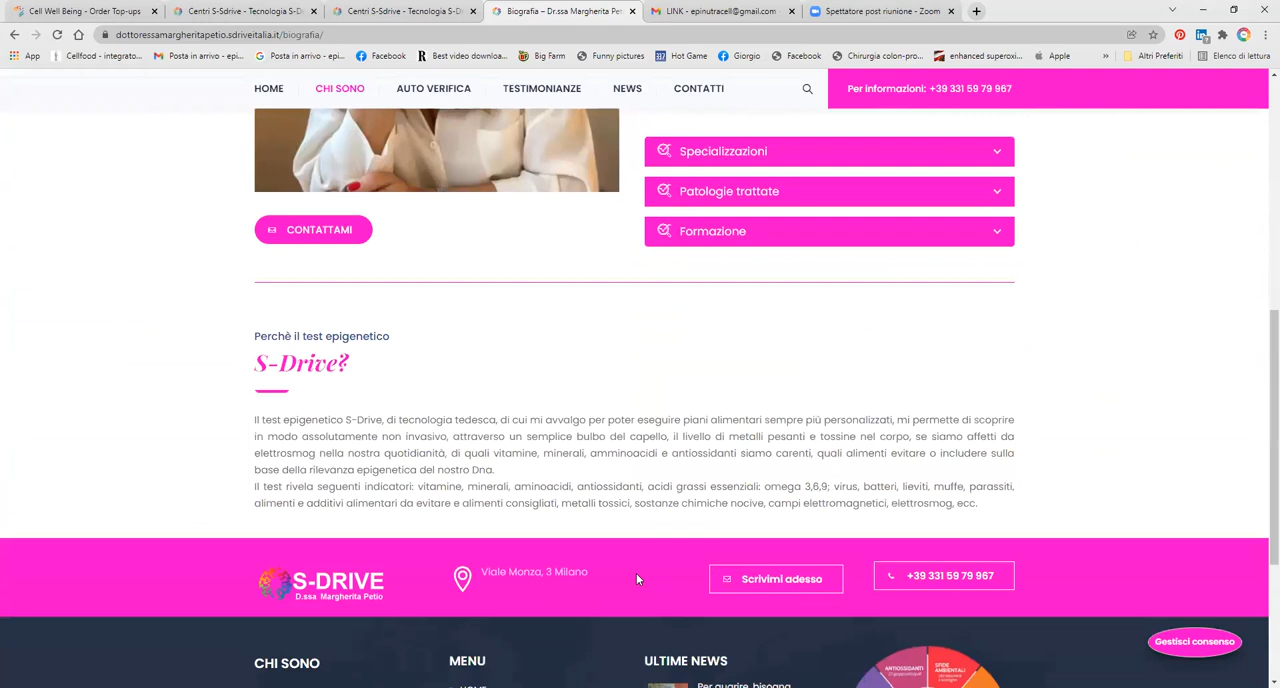 Cell Well Being - Order Top-ups
Centri S-Sdrive - Tecnologia S-D
Centri S-Sdrive - Tecnologia S-D
Biografia – Dr.ssa Margherita Pet
LINK - epinutracell@gmail.com
Spettatore post riunione - Zoom
dottoressamargheritapetio.sdriveitalia.it/biografia/
App
Cellfood - integrato...
Posta in arrivo - epi...
Posta in arrivo - epi...
Facebook
Best video downloa...
Big Farm
Funny pictures
Hot Game
Giorgio
Facebook
Chirurgia colon-pro...
enhanced superoxi...
Apple
»
Altri Preferiti
Elenco di lettura
HOME
CHI SONO
AUTO VERIFICA
TESTIMONIANZE
NEWS
CONTATTI
Per informazioni: +39 331 59 79 967
Specializzazioni
Patologie trattate
Formazione
CONTATTAMI
Perchè il test epigenetico
S-Drive?
Il test epigenetico S-Drive, di tecnologia tedesca, di cui mi avvalgo per poter eseguire piani alimentari sempre più personalizzati, mi permette di scoprire
in modo assolutamente non invasivo, attraverso un semplice bulbo del capello, il livello di metalli pesanti e tossine nel corpo, se siamo affetti da
elettrosmog nella nostra quotidianità, di quali vitamine, minerali, amminoacidi e antiossidanti siamo carenti, quali alimenti evitare o includere sulla
base della rilevanza epigenetica del nostro Dna.
Il test rivela seguenti indicatori: vitamine, minerali, aminoacidi, antiossidanti, acidi grassi essenziali: omega 3,6,9; virus, batteri, lieviti, muffe, parassiti,
alimenti e additivi alimentari da evitare e alimenti consigliati, metalli tossici, sostanze chimiche nocive, campi elettromagnetici, elettrosmog, ecc.
S-DRIVE
D.ssa Margherita Petio
Viale Monza, 3 Milano
Scrivimi adesso
+39 331 59 79 967
Gestisci consenso
CHI SONO
MENU
HOME
ULTIME NEWS
Per guarire, bisogna
ANTIOSSIDANTI
SFIDE
AMBIENTALI